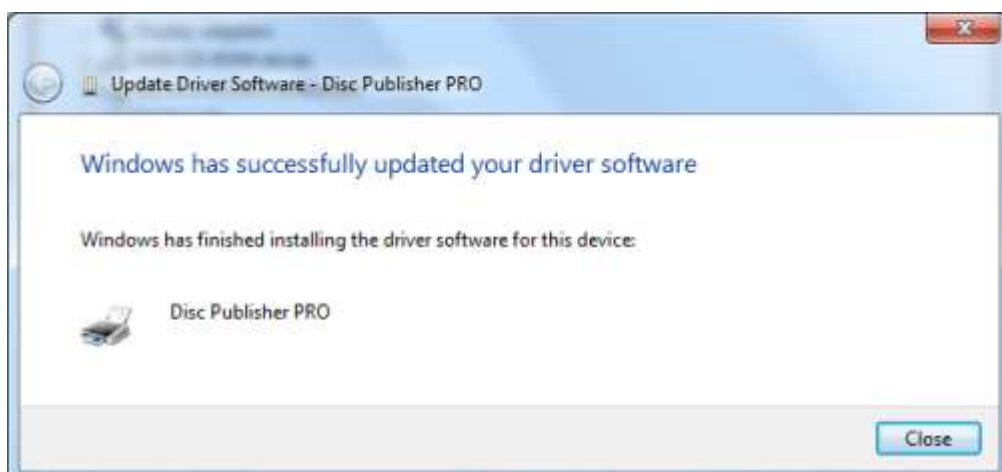 Update Driver Software - Disc Publisher PRO
Windows has successfully updated your driver software
Windows has finished installing the driver software for this device:
Disc Publisher PRO
Close